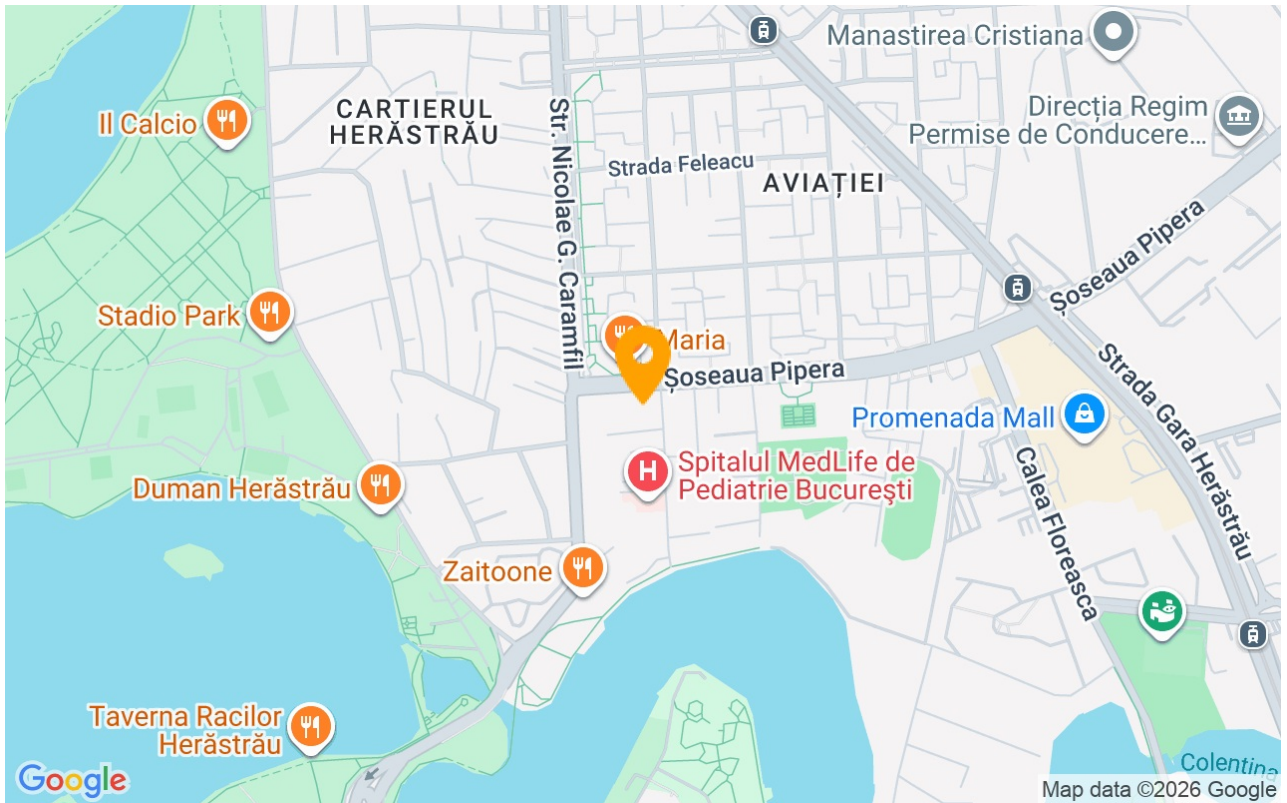 Manastirea Cristiana
Il Calcio
CARTIERUL
HERĂSTRĂU
Direcția Regim
Permise de Conducere...
Str. Nicolae G. Caramfil
Strada Feleacu
AVIAȚIEI
Șoseaua Pipera
Stadio Park
Maria
Șoseaua Pipera
Strada Gara Herăstrău
Promenada Mall
Calea Floreasca
H
Spitalul MedLife de
Pediatrie Bucureşti
Duman Herăstrău
Zaitoone
Taverna Racilor
Herăstrău
Colentina
Google
Map data ©2026 Google